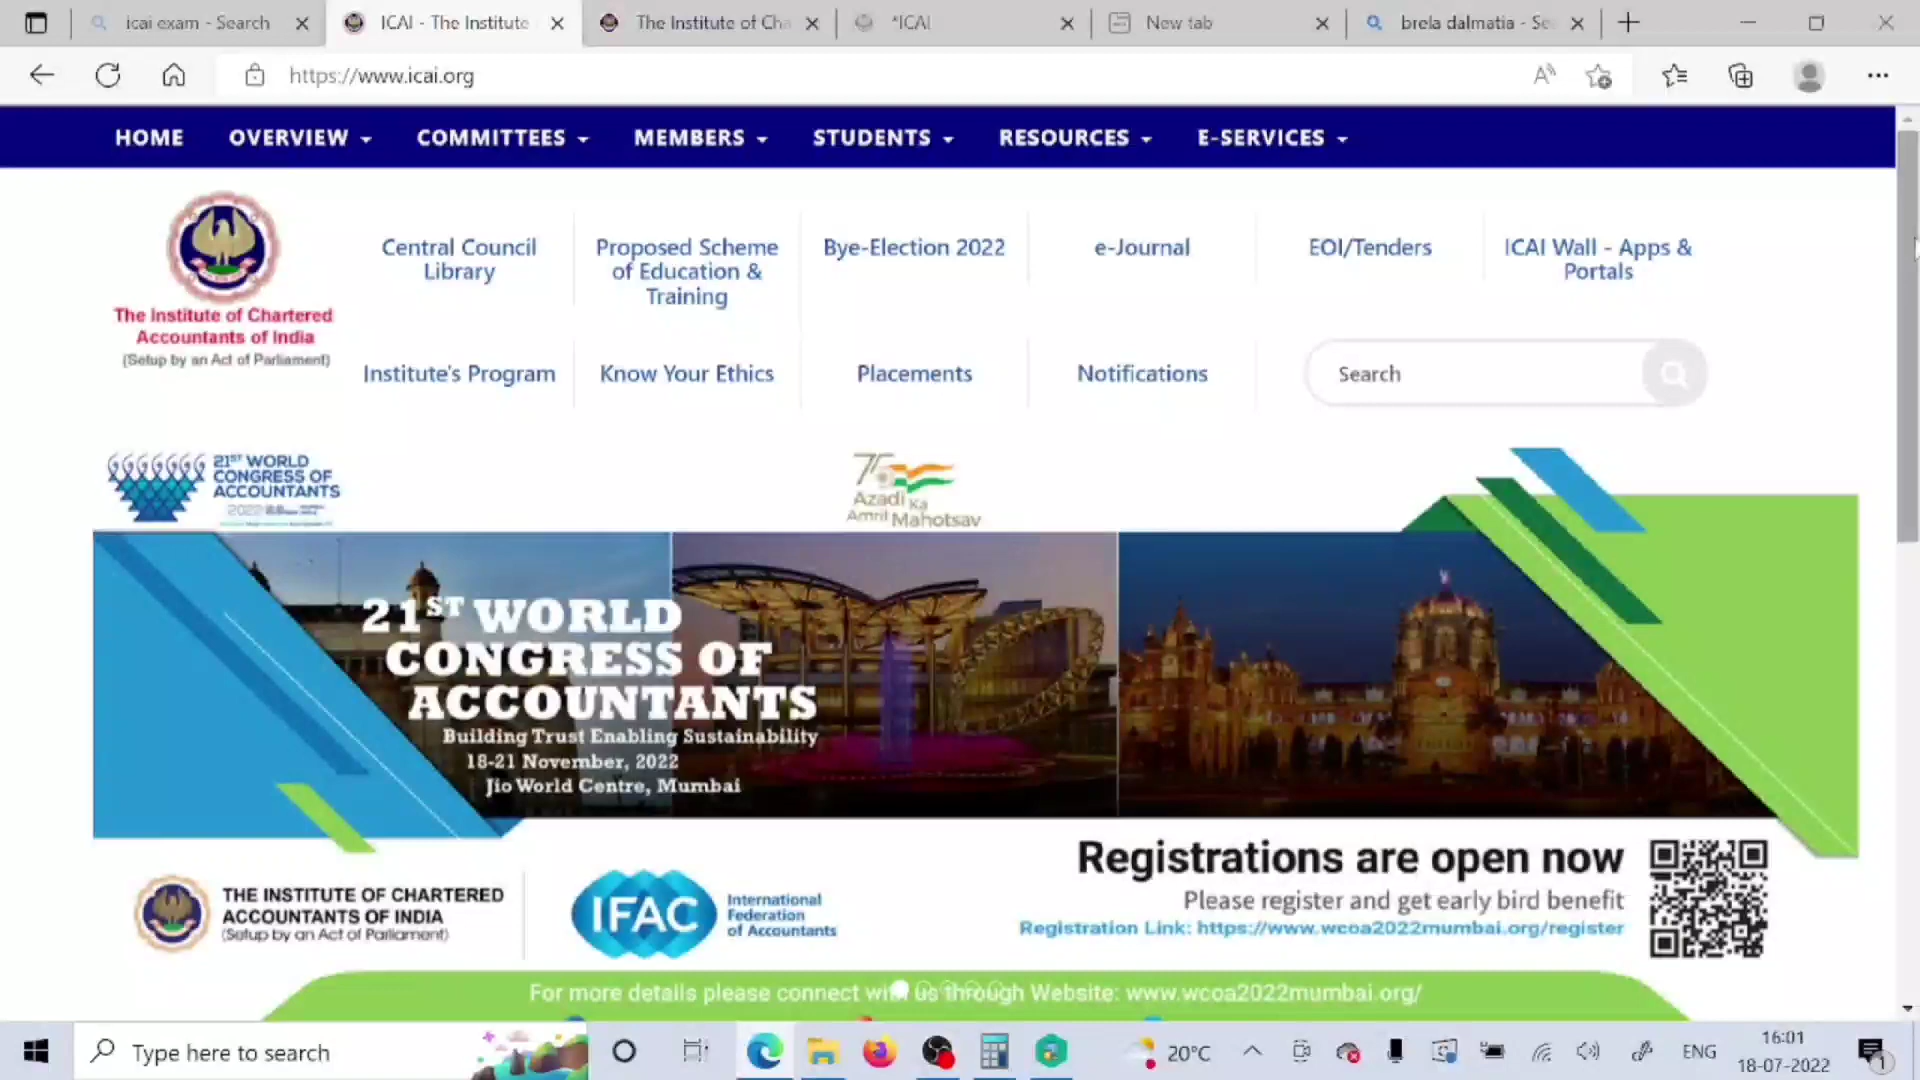 icai exam - Search
ICAI - The Institute
The Institute of Cha
*ICAI
New tab
brela dalmatia - Se
https://www.icai.org
HOME
OVERVIEW
COMMITTEES
MEMBERS
STUDENTS
RESOURCES
E-SERVICES
The Institute of Chartered
Accountants of India
(Setup by an Act of Parliament)
Central Council
Library
Proposed Scheme
of Education &
Training
Bye-Election 2022
e-Journal
EOI/Tenders
ICAI Wall - Apps &
Portals
Institute's Program
Know Your Ethics
Placements
Notifications
Search
21ST WORLD
CONGRESS OF
ACCOUNTANTS
2022
75
Azadi Ka
Amrit Mahotsav
21ST WORLD
CONGRESS OF
ACCOUNTANTS
Building Trust Enabling Sustainability
18-21 November, 2022
Jio World Centre, Mumbai
THE INSTITUTE OF CHARTERED
ACCOUNTANTS OF INDIA
(Setup by an Act of Parliament)
IFAC
International
Federation
of Accountants
Registrations are open now
Please register and get early bird benefit
Registration Link: https://www.wcoa2022mumbai.org/register
For more details please connect with us through Website: www.wcoa2022mumbai.org/
Type here to search
20°C
ENG
16:01
18-07-2022
1